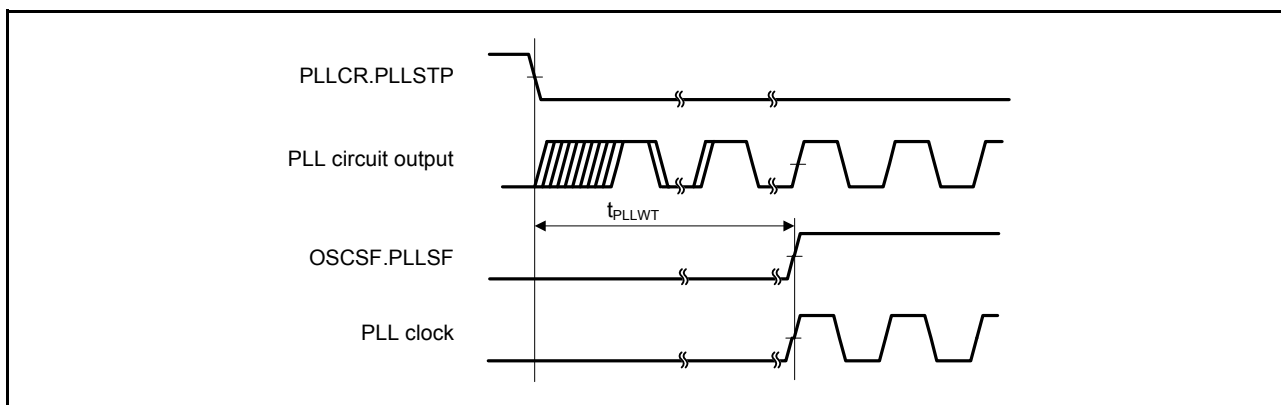 PLLCR.PLLSTP
PLL circuit output
tPLLWT
OSCSF.PLLSF
PLL clock